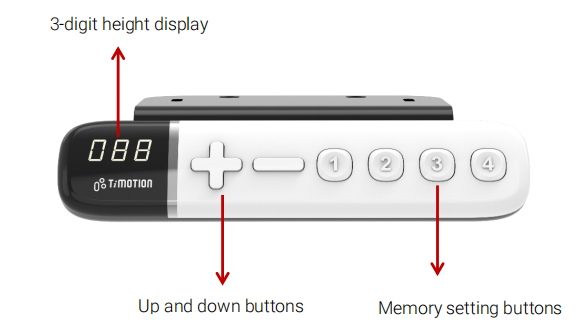 3-digit height display
088
TiMOTION
1 2 3 4
Up and down buttons
Memory setting buttons